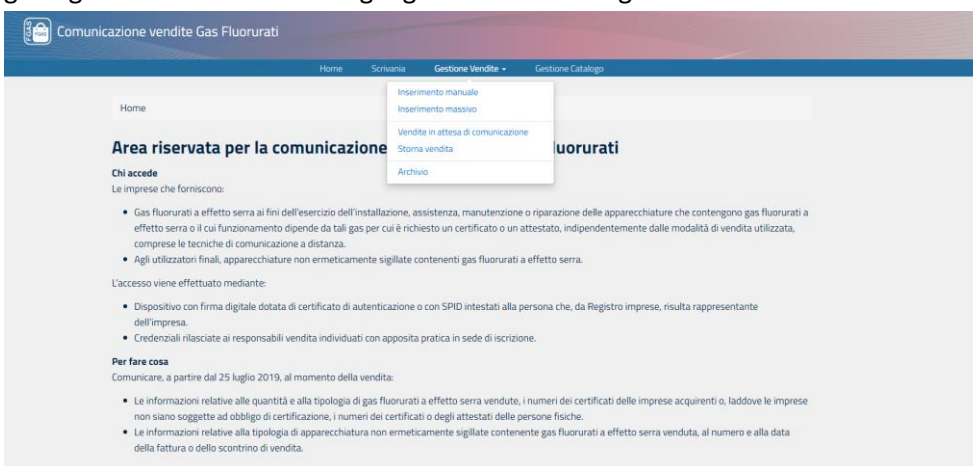 Comunicazione vendite Gas Fluorurati
Home Scrivania Gestione Vendite Gestione Catalogo
Inserimento manuale
Inserimento massivo
Home
Vendite in attesa di comunicazione
Storna vendita
Archivio
Area riservata per la comunicazione luorurati
Chi accede
Le imprese che forniscono:
Gas fluorurati a effetto serra ai fini dell'esercizio dell'installazione, assistenza, manutenzione o riparazione delle apparecchiature che contengono gas fluorurati a
effetto serra o il cui funzionamento dipende da tali gas per cui è richiesto un certificato o un attestato, indipendentemente dalle modalità di vendita utilizzata,
comprese le tecniche di comunicazione a distanza.
Agli utilizzatori finali, apparecchiature non ermeticamente sigillate contenenti gas fluorurati a effetto serra.
L'accesso viene effettuato mediante:
Dispositivo con firma digitale dotata di certificato di autenticazione o con SPID intestati alla persona che, da Registro imprese, risulta rappresentante
dell'impresa.
Credenziali rilasciate ai responsabili vendita individuati con apposita pratica in sede di iscrizione.
Per fare cosa
Comunicare, a partire dal 25 luglio 2019, al momento della vendita:
Le informazioni relative alle quantità e alla tipologia di gas fluorurati a effetto serra vendute, i numeri dei certificati delle imprese acquirenti o, laddove le imprese
non siano soggette ad obbligo di certificazione, i numeri dei certificati o degli attestati delle persone fisiche.
Le informazioni relative alla tipologia di apparecchiatura non ermeticamente sigillate contenente gas fluorurati a effetto serra venduta, al numero e alla data
della fattura o dello scontrino di vendita.